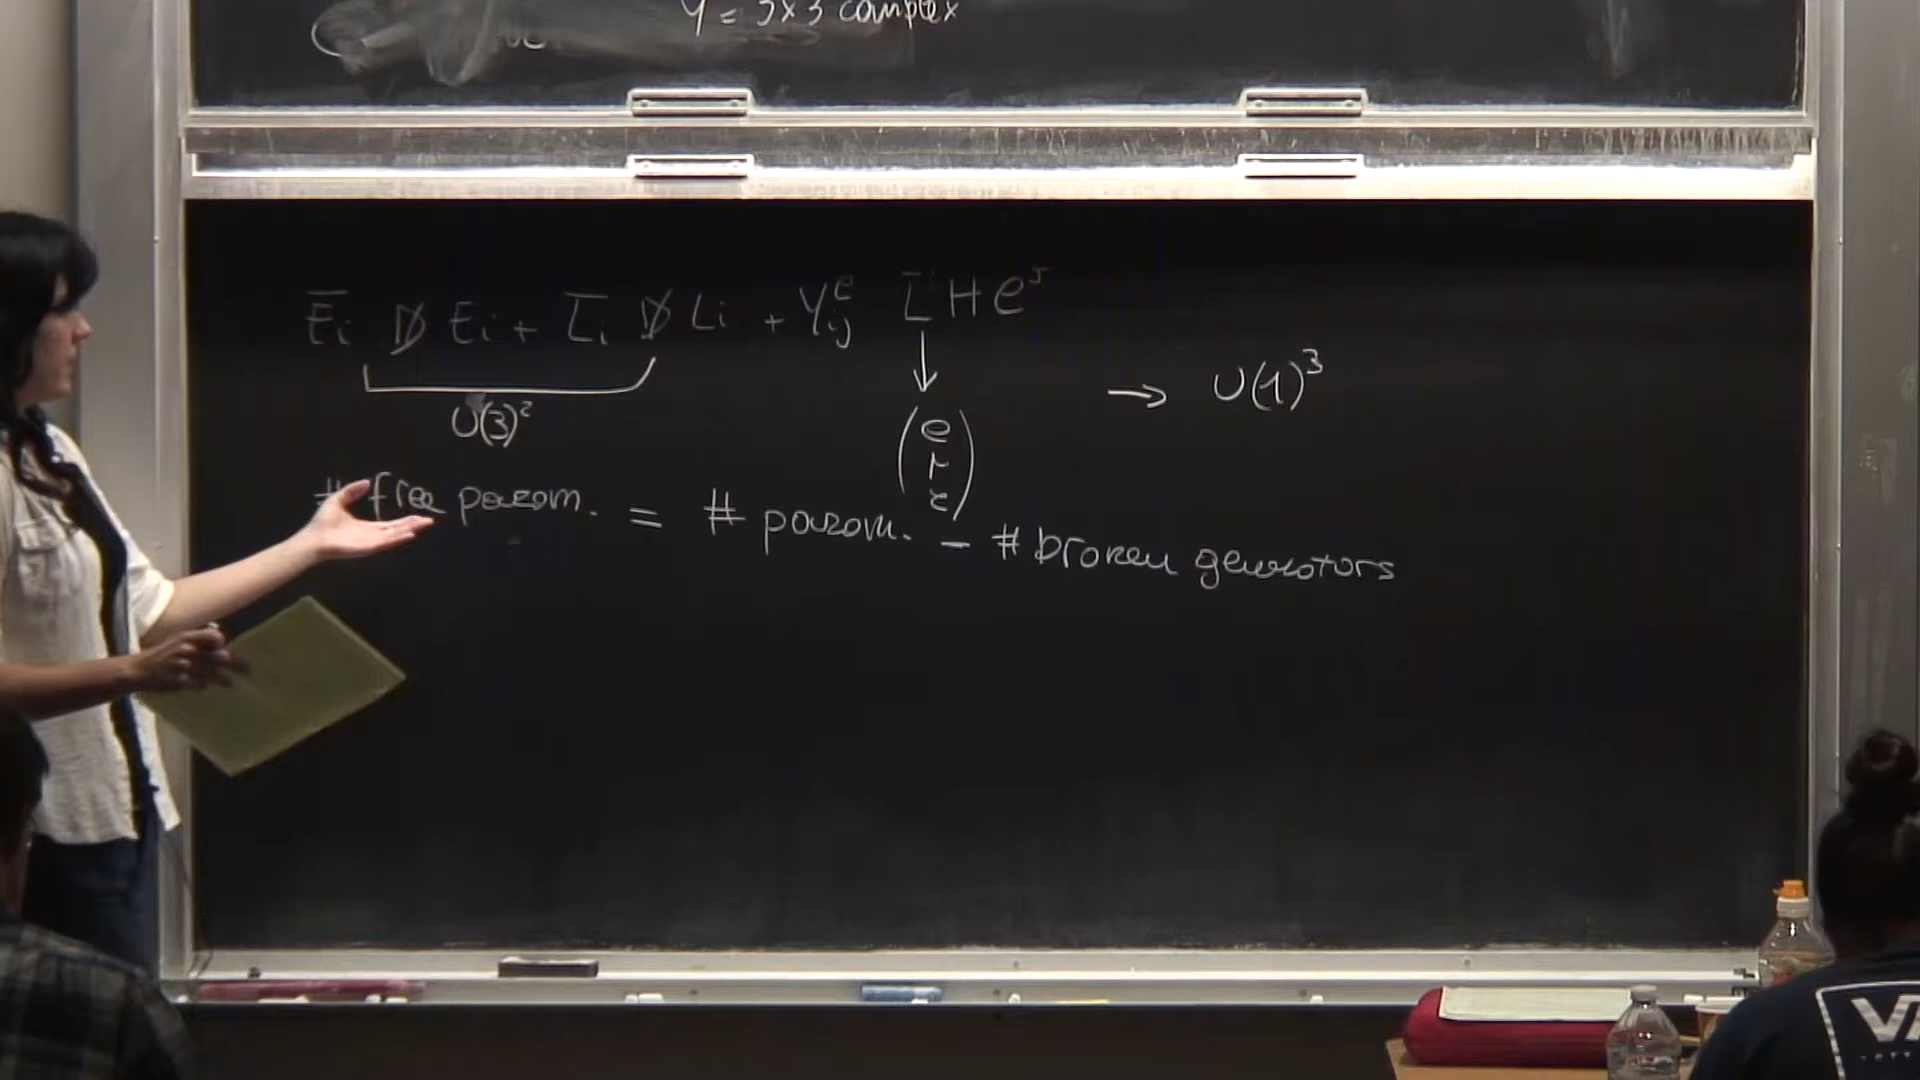 Y = 3x3 complex
Ēi D̸ Ei + L̄i D̸ Li + Y^e_ij L̄^i H e^j
U(3)²
(e μ τ)
→ U(1)³
# free param. = # param. - # broken generators